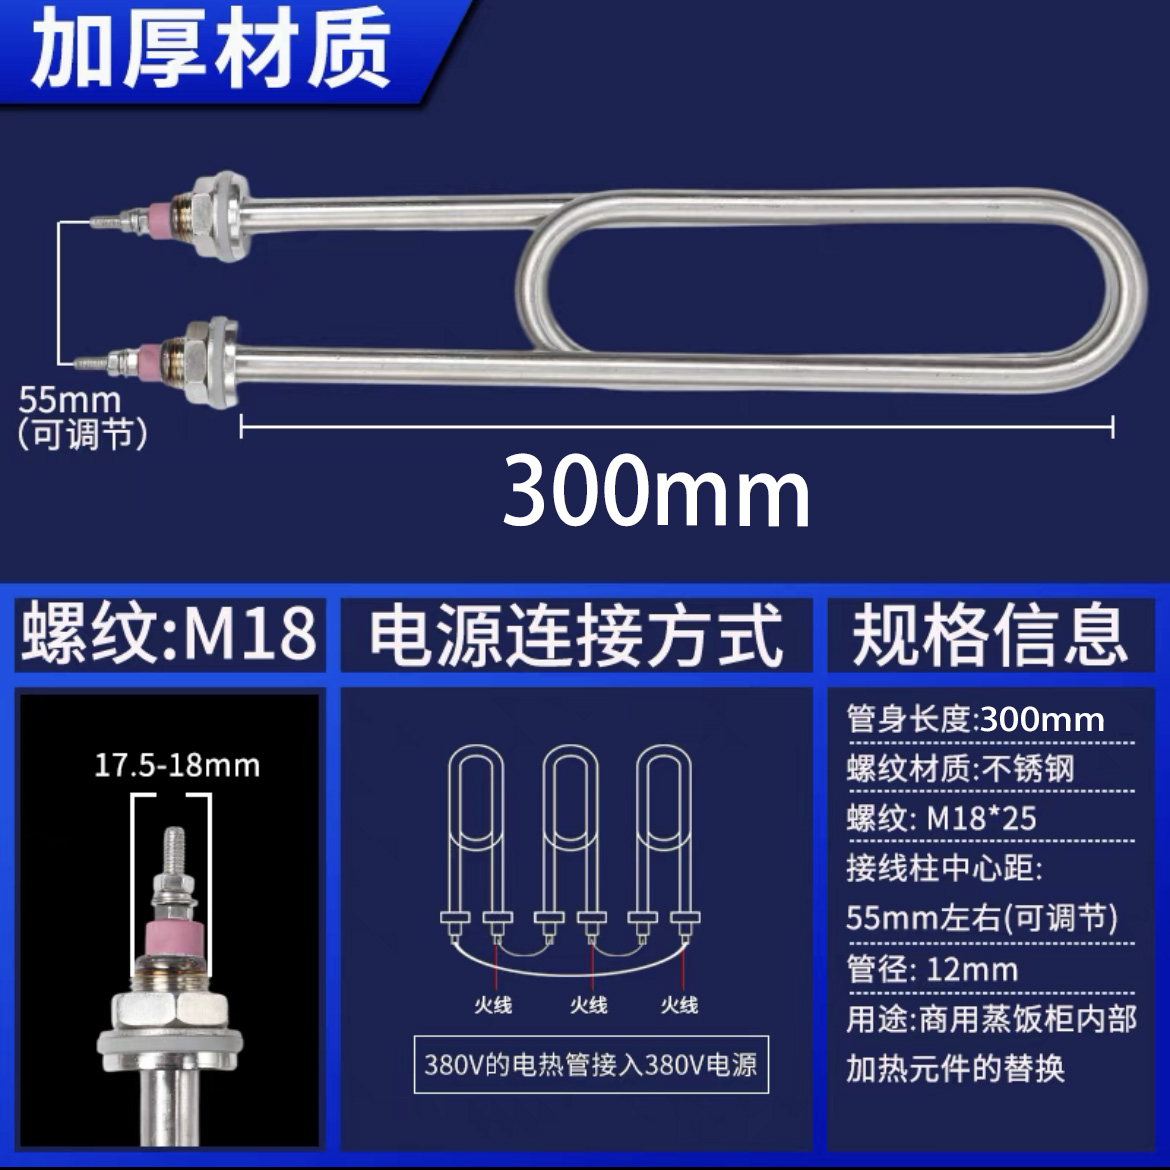 加厚材质
55mm
(可调节)
300mm
螺纹:M18
电源连接方式
规格信息
17.5-18mm
火线
火线
火线
380V的电热管接入380V电源
管身长度:300mm
螺纹材质:不锈钢
螺纹: M18*25
接线柱中心距:
55mm左右(可调节)
管径: 12mm
用途:商用蒸饭柜内部
加热元件的替换